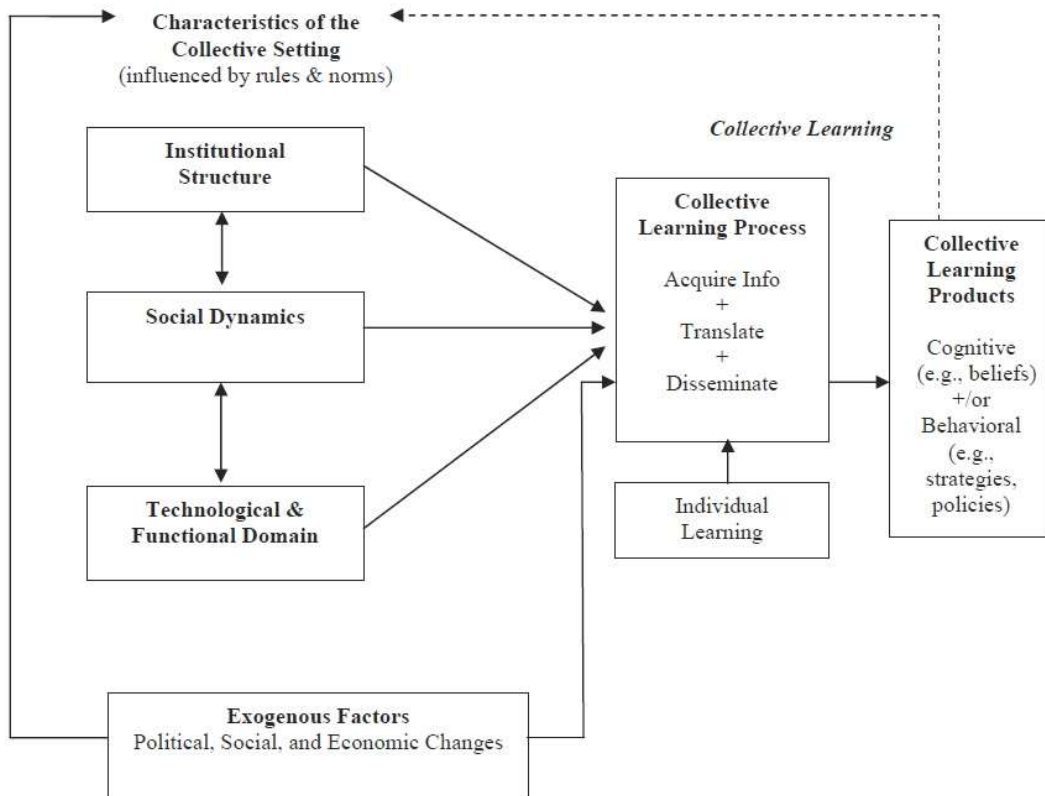 Characteristics of the
Collective Setting
(influenced by rules & norms)
Collective Learning
Institutional
Structure
Social Dynamics
Technological &
Functional Domain
Collective
Learning Process
Acquire Info
+
Translate
+
Disseminate
Individual
Learning
Collective
Learning
Products
Cognitive
(e.g., beliefs)
+/or
Behavioral
(e.g.,
strategies,
policies)
Exogenous Factors
Political, Social, and Economic Changes